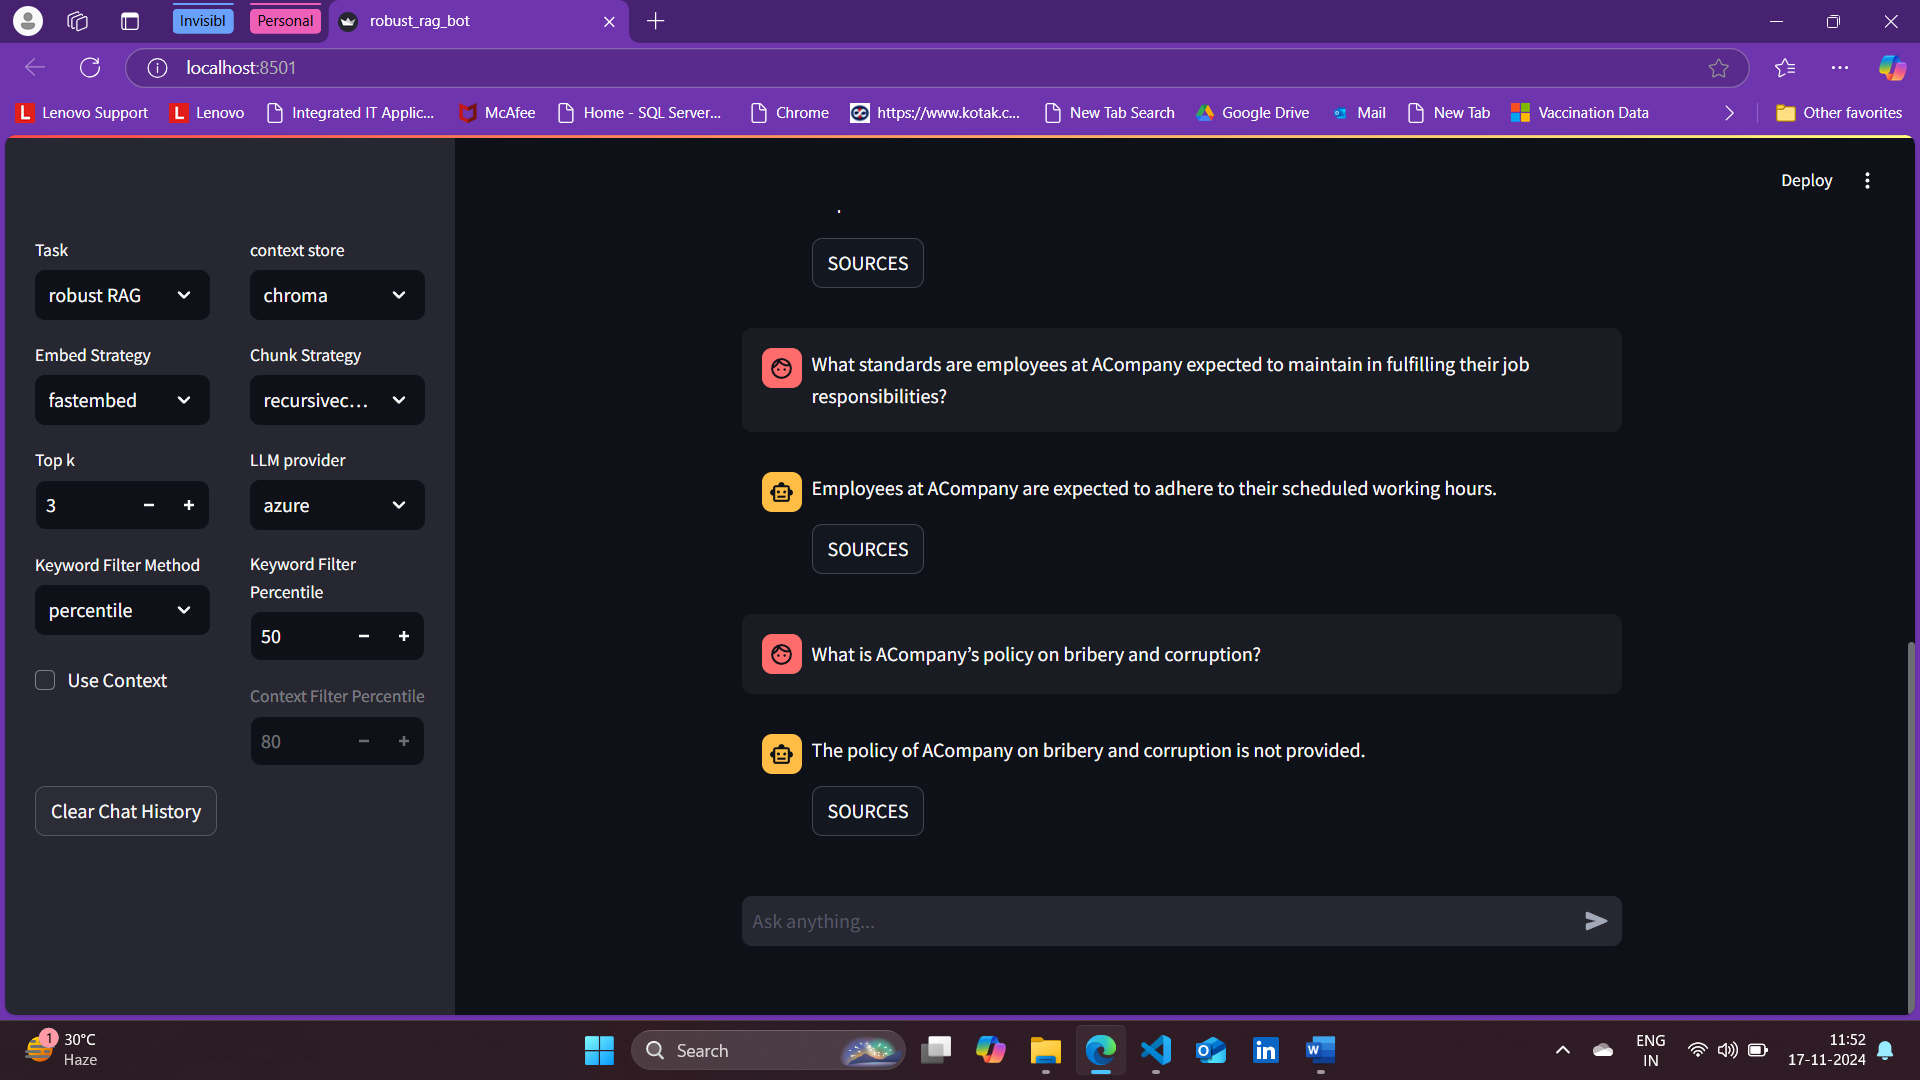 Invisibl
Personal
robust_rag_bot
localhost:8501
Lenovo Support
Lenovo
Integrated IT Applic...
McAfee
Home - SQL Server...
Chrome
https://www.kotak.c...
New Tab Search
Google Drive
Mail
New Tab
Vaccination Data
Other favorites
Deploy
Task
context store
robust RAG
chroma
Embed Strategy
Chunk Strategy
fastembed
recursivec...
Top k
LLM provider
3
azure
Keyword Filter Method
Keyword Filter
Percentile
percentile
50
Use Context
Context Filter Percentile
80
Clear Chat History
SOURCES
What standards are employees at ACompany expected to maintain in fulfilling their job
responsibilities?
Employees at ACompany are expected to adhere to their scheduled working hours.
SOURCES
What is ACompany’s policy on bribery and corruption?
The policy of ACompany on bribery and corruption is not provided.
SOURCES
Ask anything...
1
30°C
Haze
Search
ENG
IN
11:52
17-11-2024